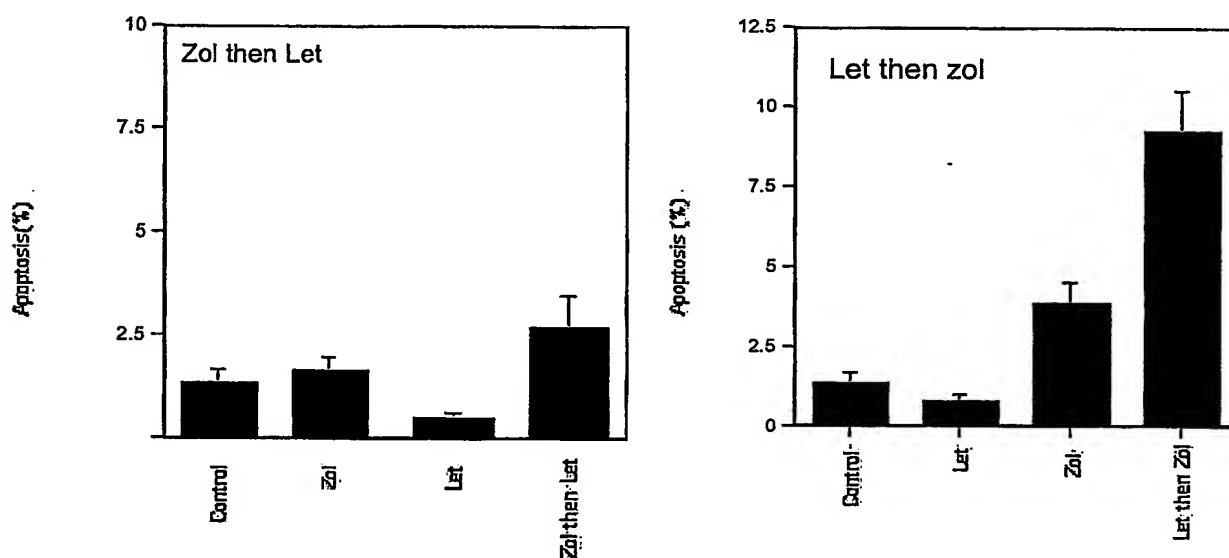 Zol then Let
Apoptosis(%)
10
7.5
5
2.5
Control
Zol
Let
Zol then Let
Let then zol
Apoptosis (%)
12.5
10
7.5
5
2.5
0
Control
Let
Zol
Let then Zol